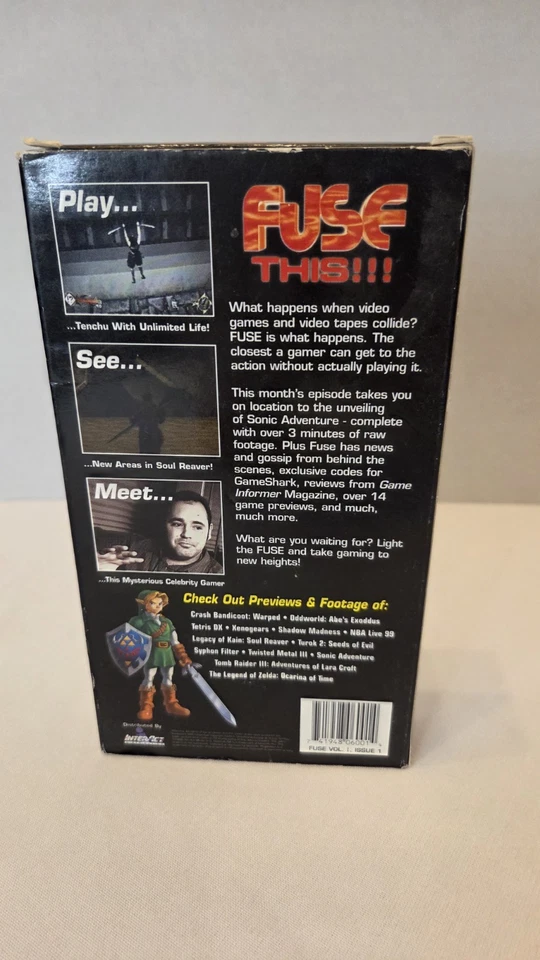 Play...
...Tenchu With Unlimited Life!
See...
...New Areas in Soul Reaver!
Meet...
...This Mysterious Celebrity Gamer
FUSE
THIS!!!
What happens when video
games and video tapes collide?
FUSE is what happens. The
closest a gamer can get to the
action without actually playing it.
This month's episode takes you
on location to the unveiling
of Sonic Adventure - complete
with over 3 minutes of raw
footage. Plus Fuse has news
and gossip from behind the
scenes, exclusive codes for
GameShark, reviews from Game
Informer Magazine, over 14
game previews, and much,
much more.
What are you waiting for? Light
the FUSE and take gaming to
new heights!
Check Out Previews & Footage of:
Crash Bandicoot: Warped • Oddworld: Abe's Exoddus
Tetris DX • Xenogears • Shadow Madness • NBA Live 99
Legacy of Kain: Soul Reaver • Turok 2: Seeds of Evil
Syphon Filter • Twisted Metal III • Sonic Adventure
Tomb Raider III: Adventures of Lara Croft
The Legend of Zelda: Ocarina of Time
Distributed By
INTERACT
41948 06001
FUSE VOL. 1, ISSUE 1